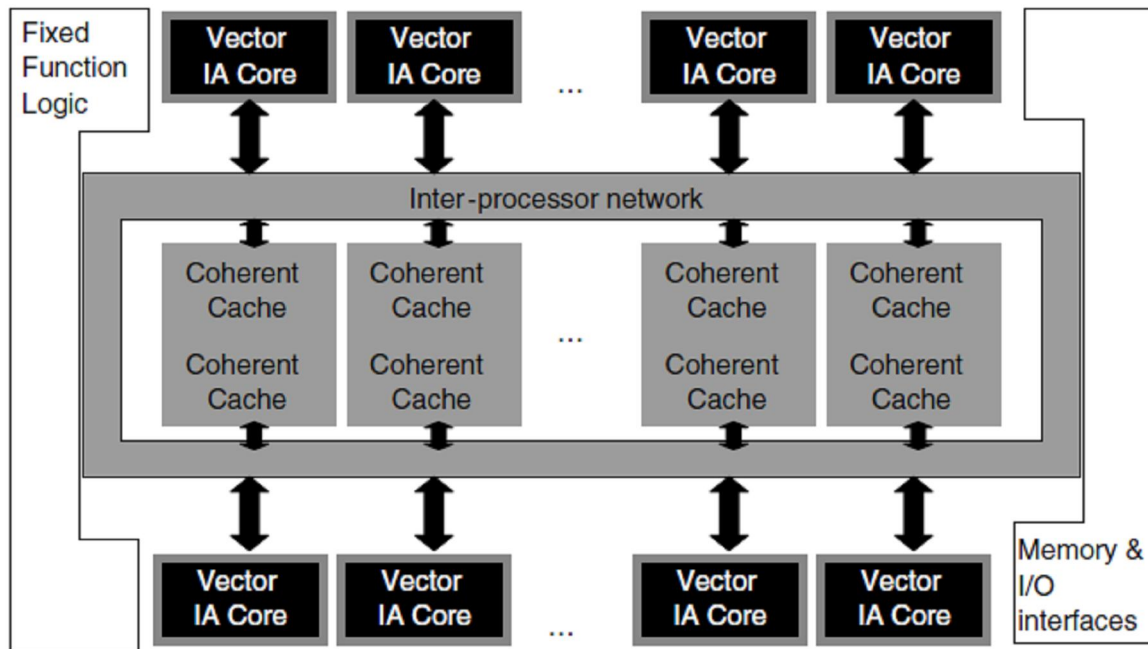 Fixed
Function
Logic
Vector
IA Core
Vector
IA Core
...
Vector
IA Core
Vector
IA Core
Inter-processor network
Coherent
Cache
Coherent
Cache
Coherent
Cache
Coherent
Cache
...
Coherent
Cache
Coherent
Cache
Coherent
Cache
Coherent
Cache
Vector
IA Core
Vector
IA Core
...
Vector
IA Core
Vector
IA Core
Memory &
I/O
interfaces